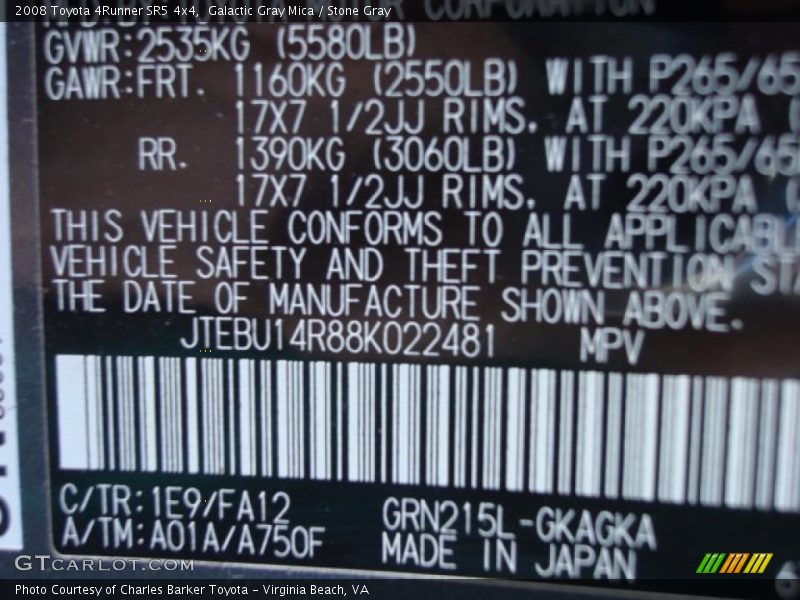 2008 Toyota 4Runner SR5 4x4, Galactic Gray Mica / Stone Gray
CORPORATION
GVWR:2535KG (5580LB)
GAWR:FRT. 1160KG (2550LB) WITH P265/65
17X7 1/2JJ RIMS. AT 220KPA (
RR. 1390KG (3060LB) WITH P265/65
17X7 1/2JJ RIMS. AT 220KPA (
THIS VEHICLE CONFORMS TO ALL APPLICABL
VEHICLE SAFETY AND THEFT PREVENTION STA
THE DATE OF MANUFACTURE SHOWN ABOVE.
JTEBU14R88K022481 MPV
C/TR:1E9/FA12 GRN215L-GKAGKA
A/TM:A01A/A750F MADE IN JAPAN
GTCARLOT.COM
Photo Courtesy of Charles Barker Toyota - Virginia Beach, VA